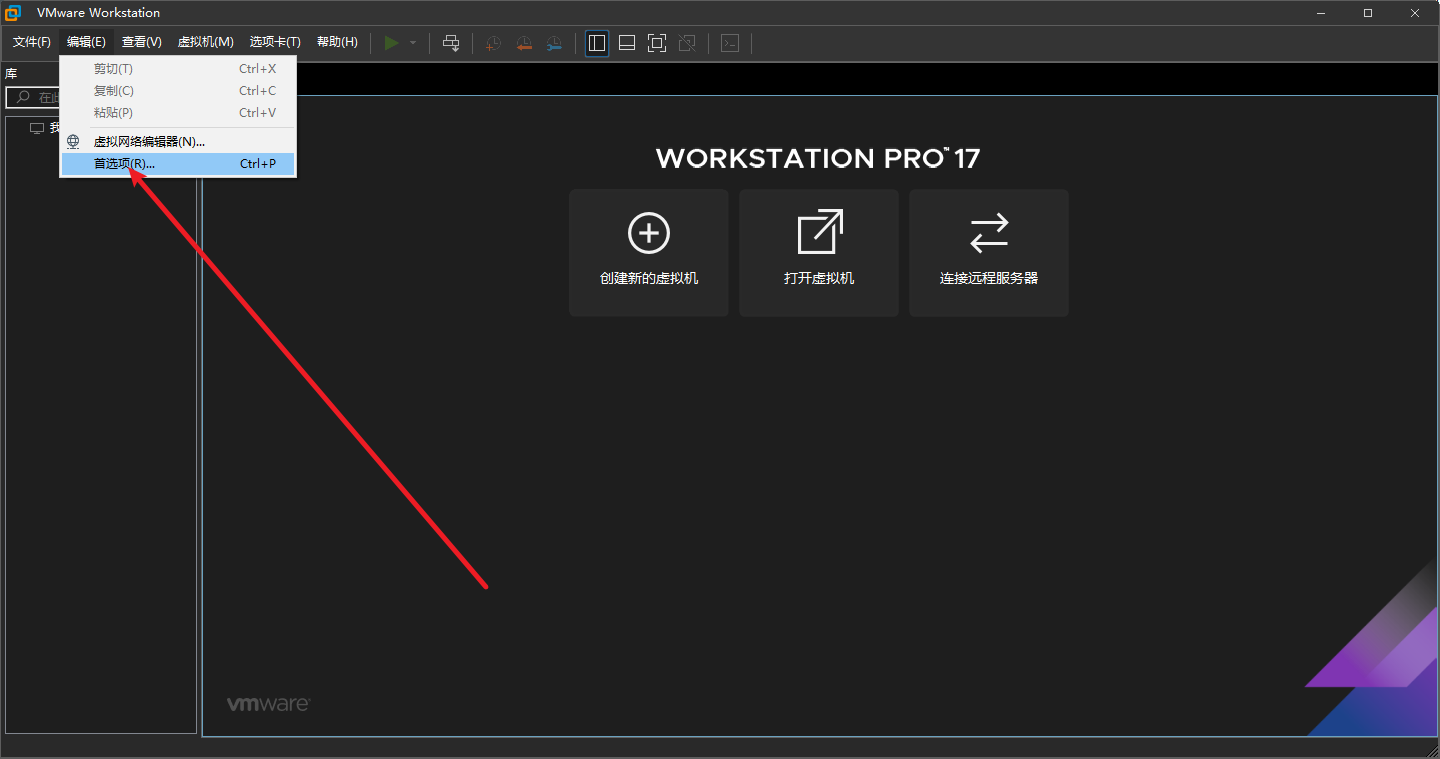 VMware Workstation
文件(F) 编辑(E) 查看(V) 虚拟机(M) 选项卡(T) 帮助(H)
库
剪切(T) Ctrl+X
复制(C) Ctrl+C
在此
粘贴(P) Ctrl+V
我
虚拟网络编辑器(N)...
首选项(R)... Ctrl+P
WORKSTATION PRO™ 17
创建新的虚拟机 打开虚拟机 连接远程服务器
vmware®